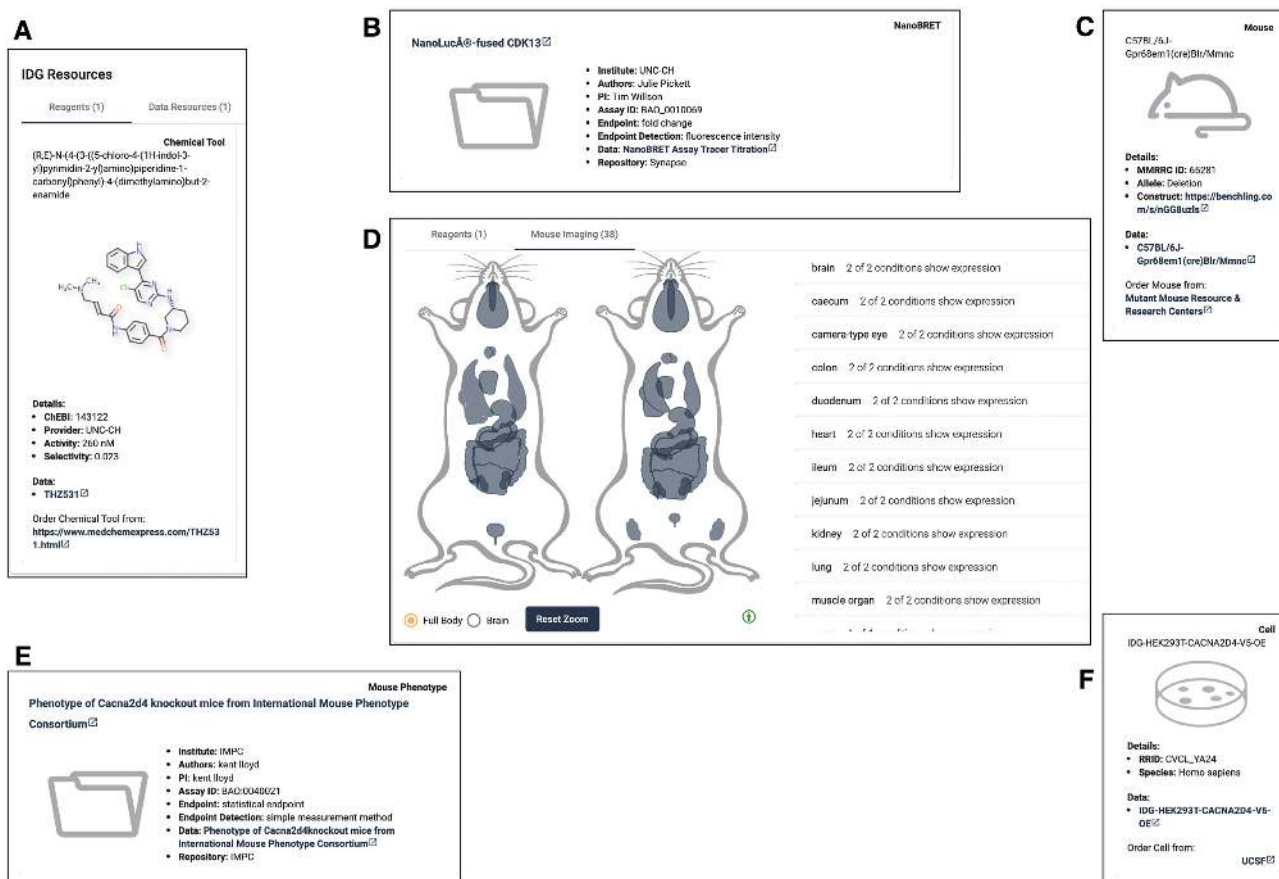 A
IDG Resources
Reagents (1) Data Resources (1)
Chemical Tool
(R,E)-N-(4-(3-((5-chloro-4-(1H-indol-3-
yl)pyrimidin-2-yl)amino)piperidine-1-
carbonyl)phenyl)-4-(dimethylamino)but-2-
enamide
Details:
• ChEBI: 143122
• Provider: UNC-CH
• Activity: 260 nM
• Selectivity: 0.023
Data:
• THZ531
Order Chemical Tool from:
https://www.medchemexpress.com/THZ53
1.html
B
NanoBRET
NanoLucÂ®-fused CDK13
• Institute: UNC-CH
• Authors: Julie Pickett
• PI: Tim Willson
• Assay ID: BAO_0010069
• Endpoint: fold change
• Endpoint Detection: fluorescence intensity
• Data: NanoBRET Assay Tracer Titration
• Repository: Synapse
C
Mouse
C57BL/6J-
Gpr68em1(cre)Blr/Mmnc
Details:
• MMRRC ID: 65281
• Allele: Deletion
• Construct: https://benchling.co
m/s/nGG8uzls
Data:
• C57BL/6J-
Gpr68em1(cre)Blr/Mmnc
Order Mouse from:
Mutant Mouse Resource &
Research Centers
D
Reagents (1) Mouse Imaging (38)
brain 2 of 2 conditions show expression
caecum 2 of 2 conditions show expression
camera-type eye 2 of 2 conditions show expression
colon 2 of 2 conditions show expression
duodenum 2 of 2 conditions show expression
heart 2 of 2 conditions show expression
ileum 2 of 2 conditions show expression
jejunum 2 of 2 conditions show expression
kidney 2 of 2 conditions show expression
lung 2 of 2 conditions show expression
muscle organ 2 of 2 conditions show expression
Full Body Brain Reset Zoom
E
Mouse Phenotype
Phenotype of Cacna2d4 knockout mice from International Mouse Phenotype
Consortium
• Institute: IMPC
• Authors: kent lloyd
• PI: kent lloyd
• Assay ID: BAO:0040021
• Endpoint: statistical endpoint
• Endpoint Detection: simple measurement method
• Data: Phenotype of Cacna2d4knockout mice from
International Mouse Phenotype Consortium
• Repository: IMPC
F
Cell
IDG-HEK293T-CACNA2D4-V5-OE
Details:
• RRID: CVCL_YA24
• Species: Homo sapiens
Data:
• IDG-HEK293T-CACNA2D4-V5-
OE
Order Cell from:
UCSF